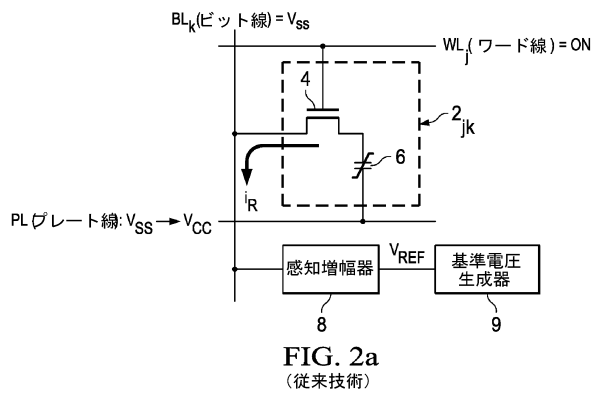 BLk(ビット線) = VSS
WLj(ワード線) = ON
4
2jk
6
iR
PL(プレート線): VSS → VCC
感知増幅器
VREF
基準電圧
生成器
8
9
FIG. 2a
(従来技術)